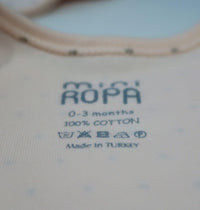 mini
ROPA
0-3 months
100% COTTON
Made in TURKEY